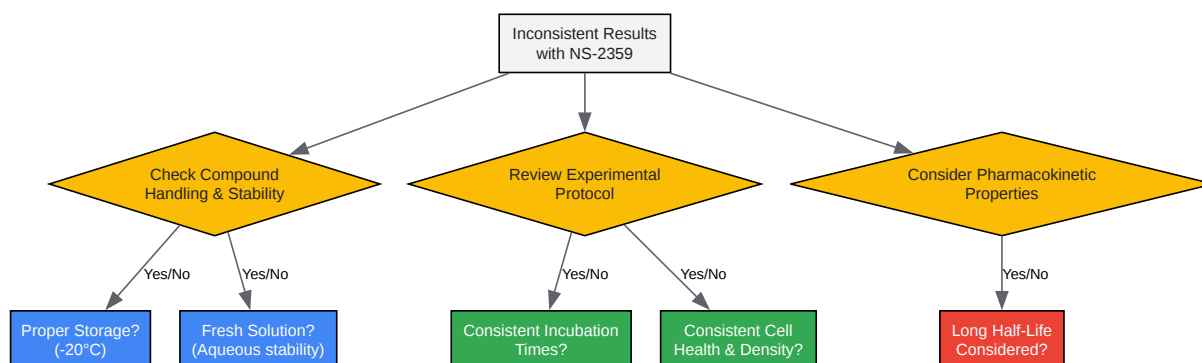 Inconsistent Results
with NS-2359
Check Compound
Handling & Stability
Review Experimental
Protocol
Consider Pharmacokinetic
Properties
Yes/No
Yes/No
Yes/No
Yes/No
Yes/No
Proper Storage?
(-20°C)
Fresh Solution?
(Aqueous stability)
Consistent Incubation
Times?
Consistent Cell
Health & Density?
Long Half-Life
Considered?